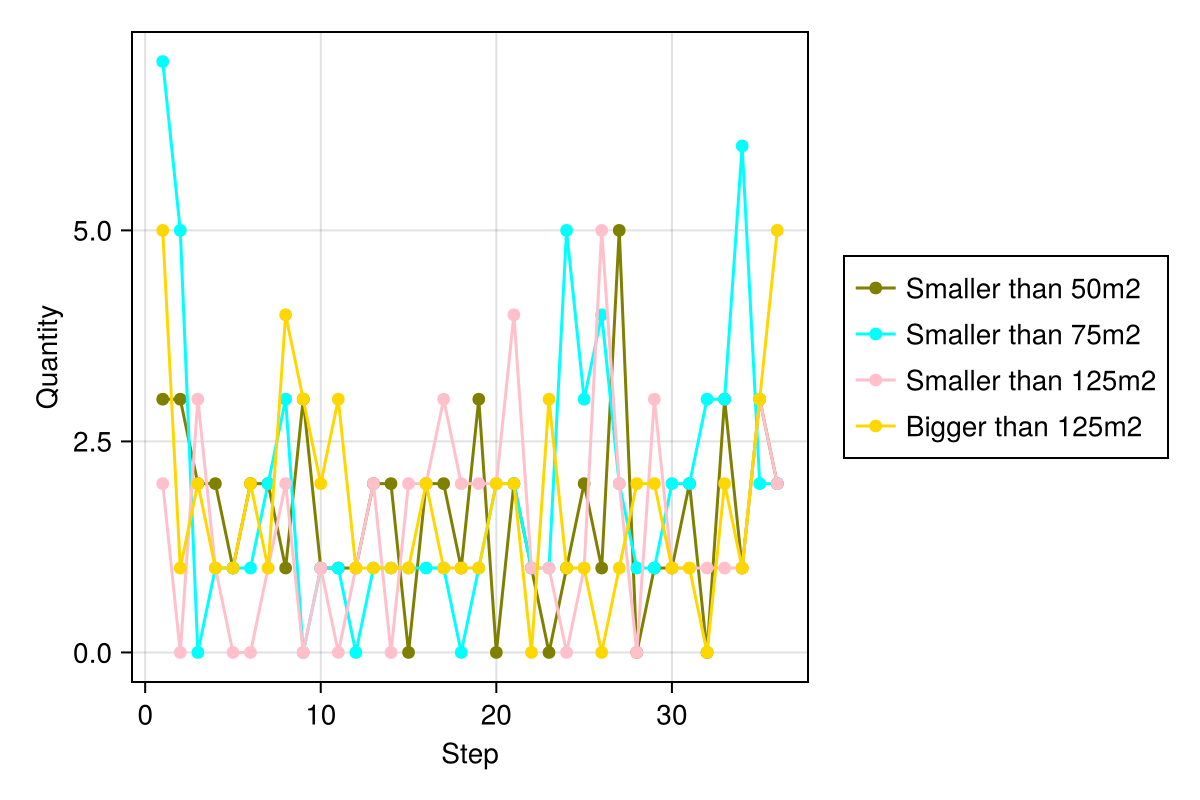 5.0
2.5
0.0
Quantity
0
10
20
30
Step
Smaller than 50m2
Smaller than 75m2
Smaller than 125m2
Bigger than 125m2